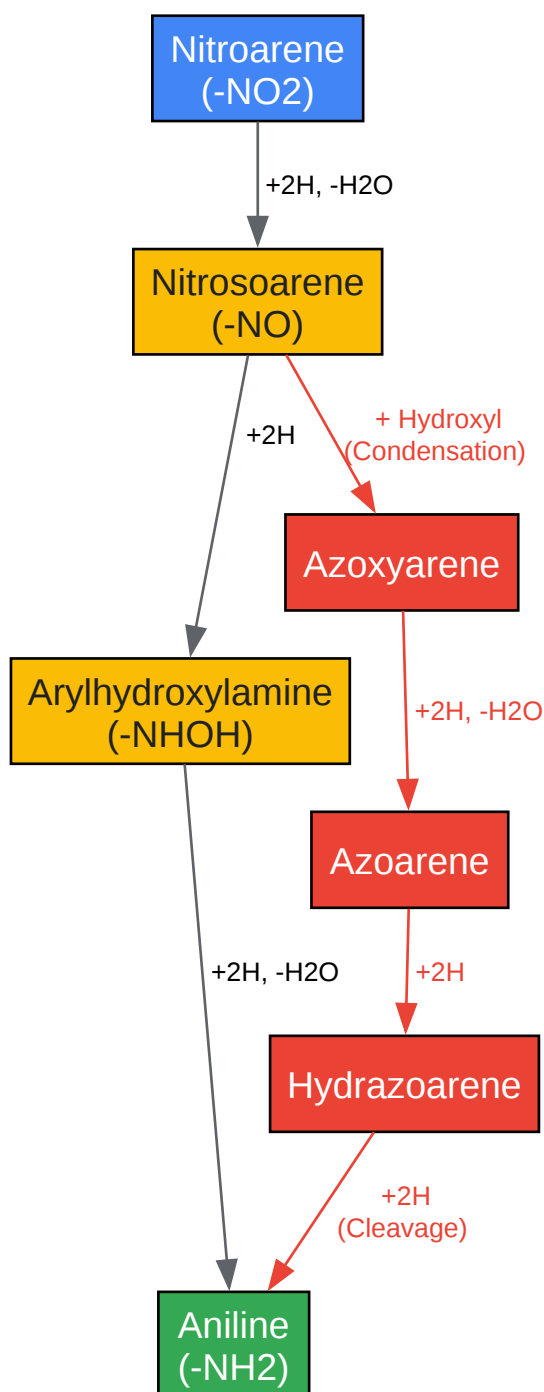 Nitroarene
(-NO2)
+2H, -H2O
Nitrosoarene
(-NO)
+2H
+ Hydroxyl
(Condensation)
Azoxyarene
Arylhydroxylamine
(-NHOH)
+2H, -H2O
Azoarene
+2H, -H2O
+2H
Hydrazoarene
+2H
(Cleavage)
Aniline
(-NH2)